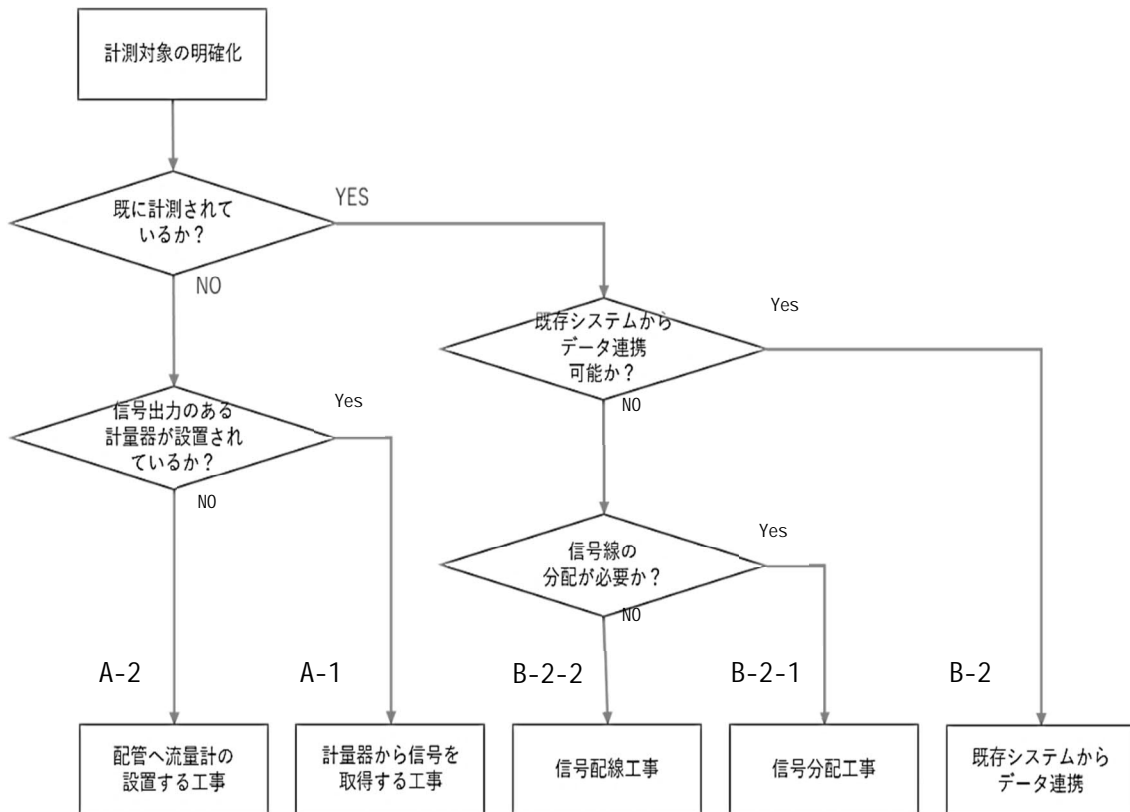 計測対象の明確化
既に計測されて
いるか？
YES
NO
既存システムから
データ連携
可能か？
Yes
NO
信号出力のある
計量器が設置され
ているか？
Yes
NO
信号線の
分配が必要か？
Yes
NO
A-2
A-1
B-2-2
B-2-1
B-2
配管へ流量計の
設置する工事
計量器から信号を
取得する工事
信号配線工事
信号分配工事
既存システムから
データ連携